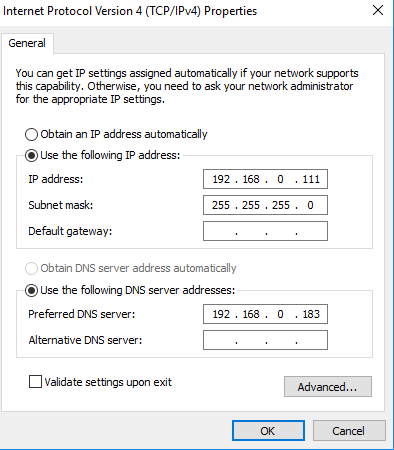 Internet Protocol Version 4 (TCP/IPv4) Properties
General
You can get IP settings assigned automatically if your network supports
this capability. Otherwise, you need to ask your network administrator
for the appropriate IP settings.
Obtain an IP address automatically
Use the following IP address:
IP address: 192 . 168 . 0 . 111
Subnet mask: 255 . 255 . 255 . 0
Default gateway: . . .
Obtain DNS server address automatically
Use the following DNS server addresses:
Preferred DNS server: 192 . 168 . 0 . 183
Alternative DNS server: . . .
Validate settings upon exit
Advanced...
OK Cancel